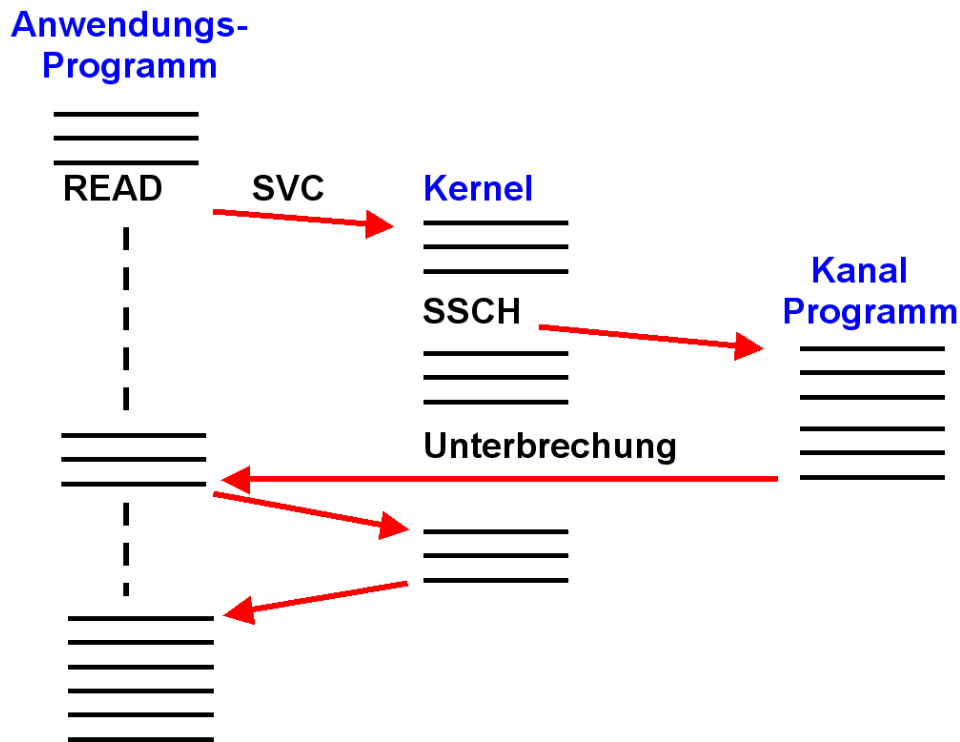 Anwendungs-
Programm
READ SVC Kernel
Kanal
SSCH Programm
Unterbrechung